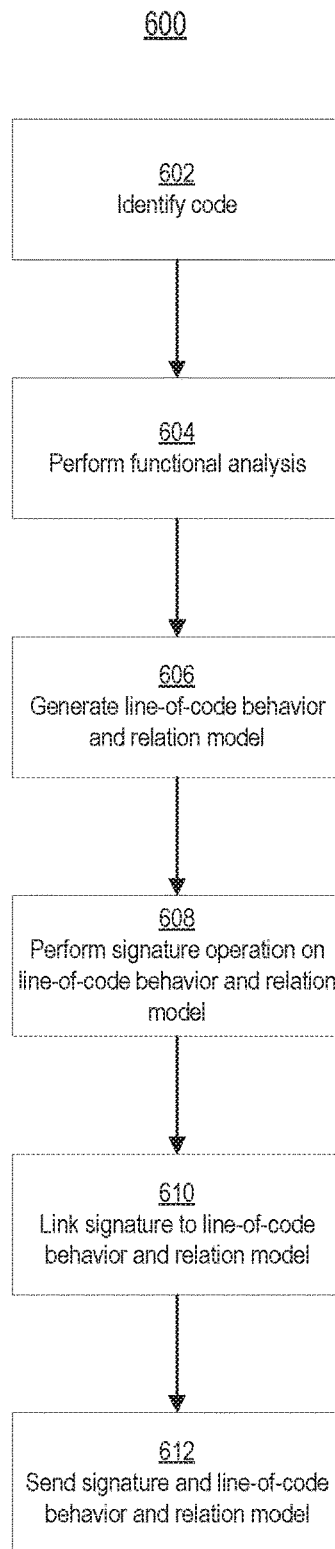 600
602
Identify code
604
Perform functional analysis
606
Generate line-of-code behavior
and relation model
608
Perform signature operation on
line-of-code behavior and relation
model
610
Link signature to line-of-code
behavior and relation model
612
Send signature and line-of-code
behavior and relation model